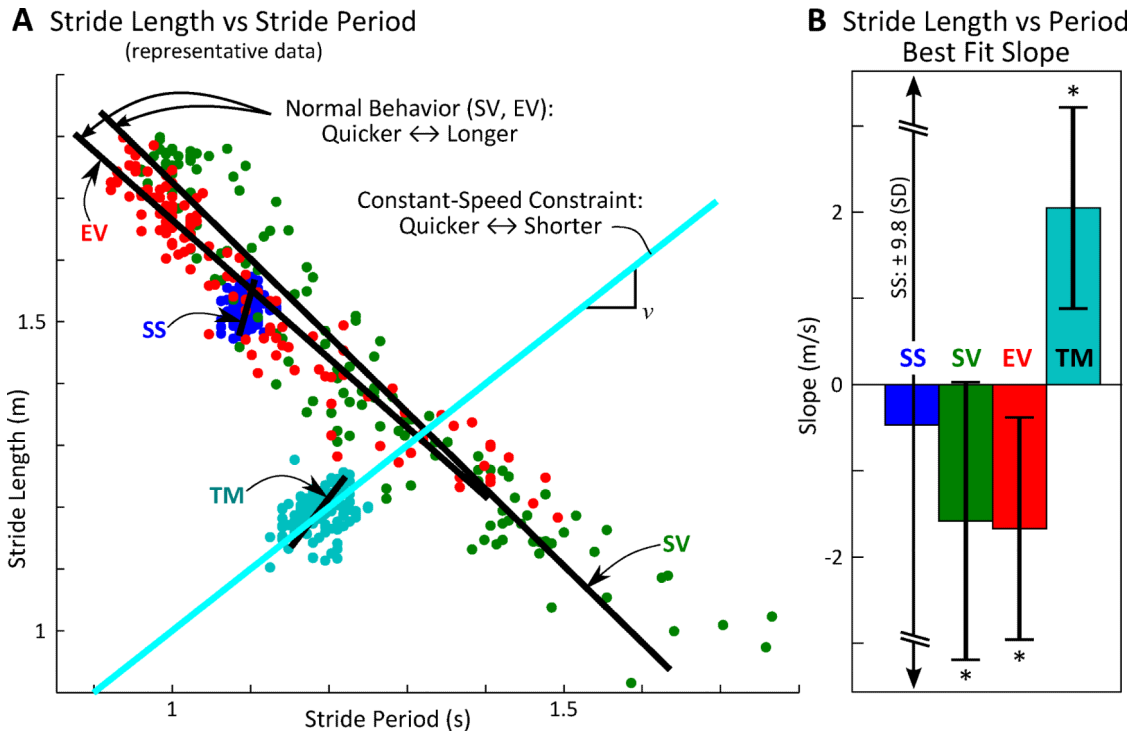 A Stride Length vs Stride Period
(representative data)
Normal Behavior (SV, EV):
Quicker ↔ Longer
Constant-Speed Constraint:
Quicker ↔ Shorter
EV
SS
v
TM
SV
Stride Length (m)
1.5
1
1
1.5
Stride Period (s)
B Stride Length vs Period
Best Fit Slope
*
SS: ± 9.8 (SD)
Slope (m/s)
2
0
-2
SS
SV
EV
TM
*
*